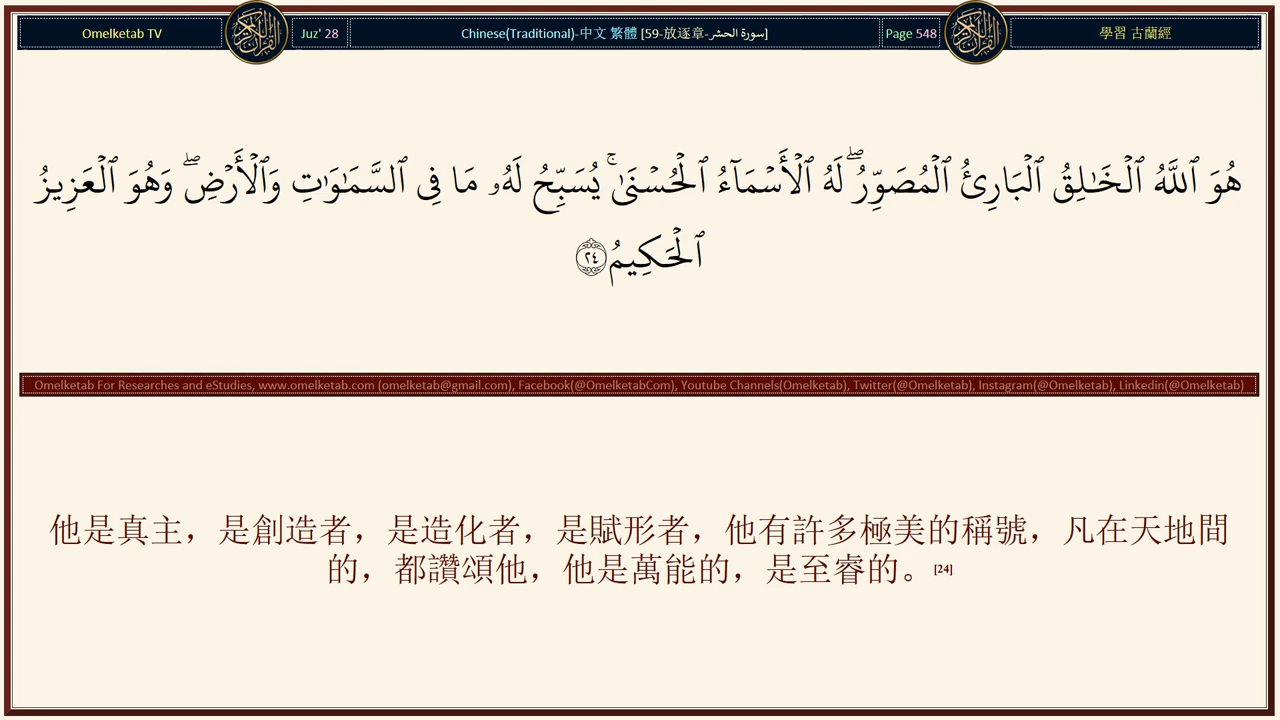 Omelketab TV
Juz' 28
Chinese(Traditional)-中文 繁體 [59-放逐章-سورة الحشر]
Page 548
學習 古蘭經
هُوَ ٱللَّهُ ٱلْخَـٰلِقُ ٱلْبَارِئُ ٱلْمُصَوِّرُ ۖ لَهُ ٱلْأَسْمَآءُ ٱلْحُسْنَىٰ ۚ يُسَبِّحُ لَهُۥ مَا فِى ٱلسَّمَـٰوَٰتِ وَٱلْأَرْضِ ۖ وَهُوَ ٱلْعَزِيزُ
ٱلْحَكِيمُ ٢٤
Omelketab For Researches and eStudies, www.omelketab.com (omelketab@gmail.com), Facebook(@OmelketabCom), Youtube Channels(Omelketab), Twitter(@Omelketab), Instagram(@Omelketab), Linkedin(@Omelketab)
他是真主，是創造者，是造化者，是賦形者，他有許多極美的稱號，凡在天地間
的，都讚頌他，他是萬能的，是至睿的。[24]